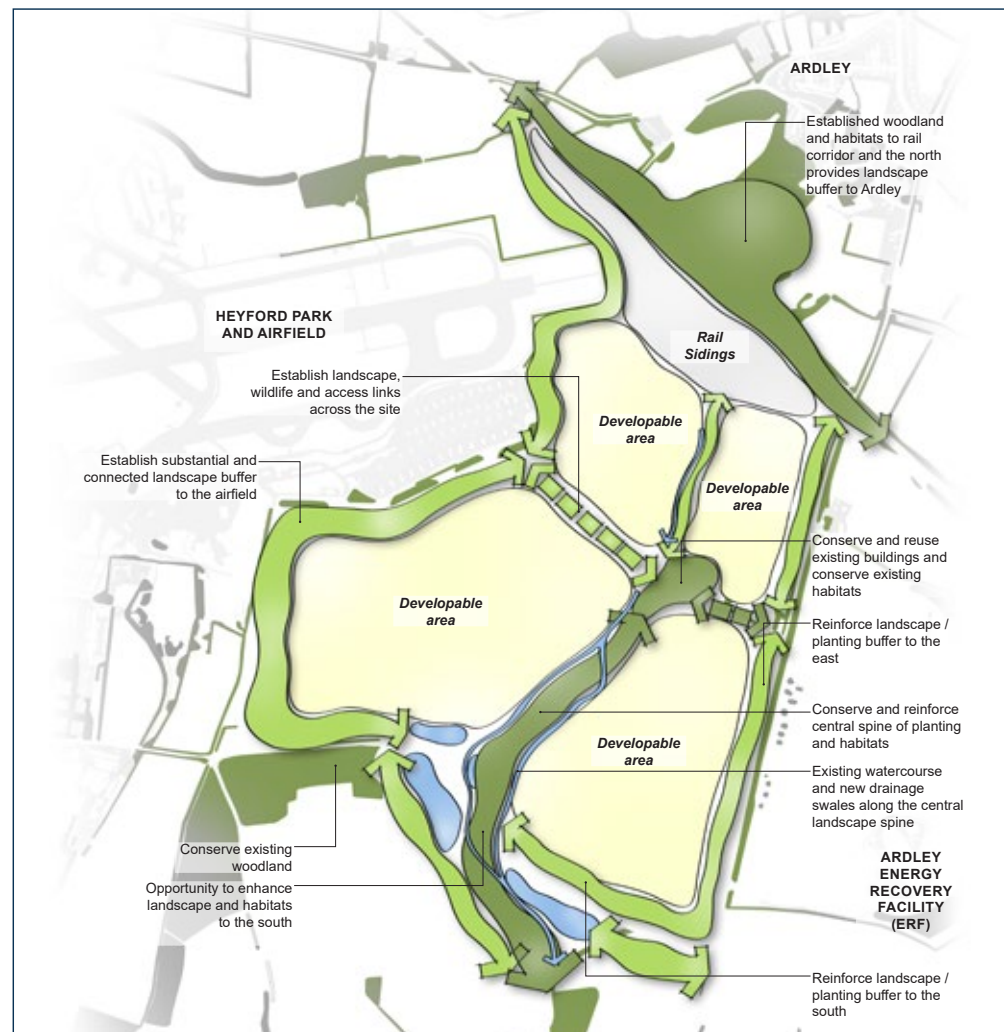 ARDLEY
Established woodland
and habitats to rail
corridor and the north
provides landscape
buffer to Ardley
HEYFORD PARK
AND AIRFIELD
Rail
Sidings
Establish landscape,
wildlife and access links
across the site
Developable
area
Establish substantial and
connected landscape buffer
to the airfield
Developable
area
Conserve and reuse
existing buildings and
conserve existing
habitats
Developable
area
Reinforce landscape /
planting buffer to the
east
Conserve and reinforce
central spine of planting
and habitats
Developable
area
Existing watercourse
and new drainage
swales along the central
landscape spine
Conserve existing
woodland
ARDLEY
ENERGY
RECOVERY
FACILITY
(ERF)
Opportunity to enhance
landscape and habitats
to the south
Reinforce landscape /
planting buffer to the
south